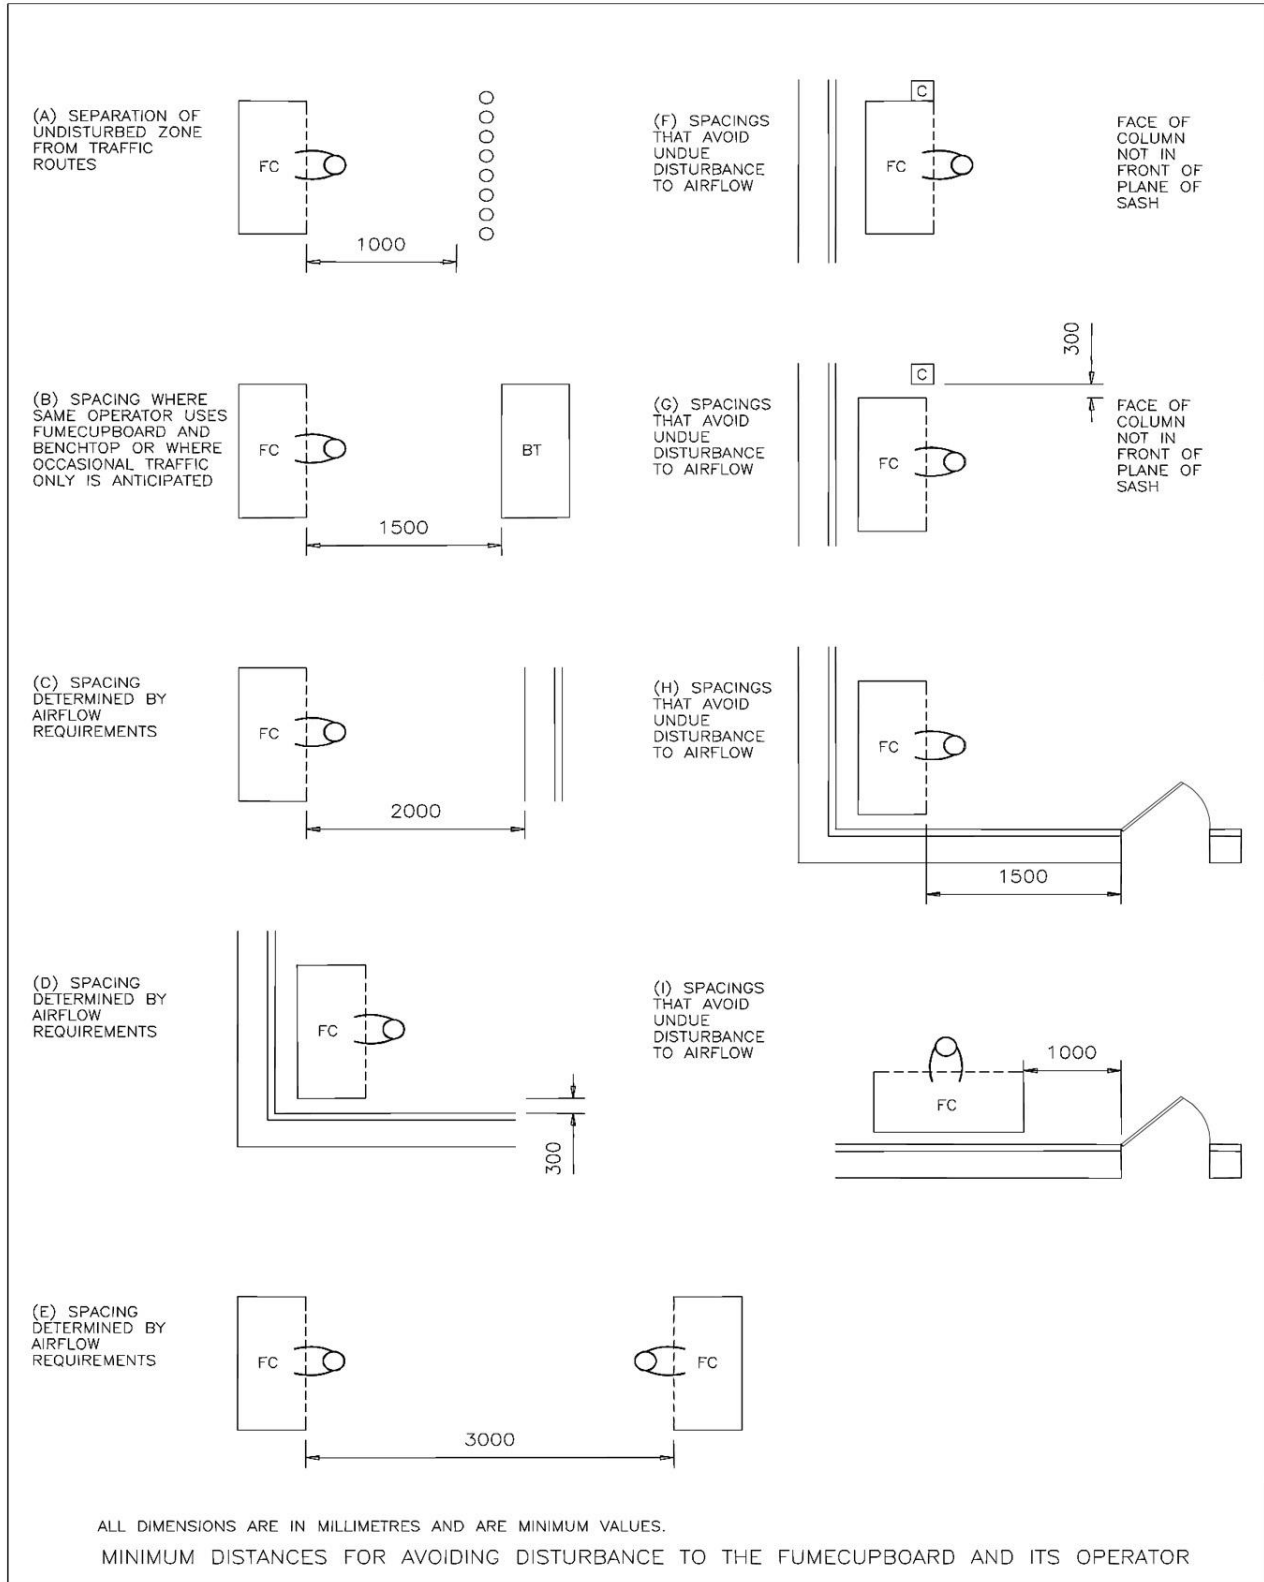 (A) SEPARATION OF
UNDISTURBED ZONE
FROM TRAFFIC
ROUTES
FC
1000
(B) SPACING WHERE
SAME OPERATOR USES
FUMECUPBOARD AND
BENCHTOP OR WHERE
OCCASIONAL TRAFFIC
ONLY IS ANTICIPATED
FC
BT
1500
(C) SPACING
DETERMINED BY
AIRFLOW
REQUIREMENTS
FC
2000
(D) SPACING
DETERMINED BY
AIRFLOW
REQUIREMENTS
FC
300
(E) SPACING
DETERMINED BY
AIRFLOW
REQUIREMENTS
FC
FC
3000
(F) SPACINGS
THAT AVOID
UNDUE
DISTURBANCE
TO AIRFLOW
C
FC
FACE OF
COLUMN
NOT IN
FRONT OF
PLANE OF
SASH
(G) SPACINGS
THAT AVOID
UNDUE
DISTURBANCE
TO AIRFLOW
C
FC
300
FACE OF
COLUMN
NOT IN
FRONT OF
PLANE OF
SASH
(H) SPACINGS
THAT AVOID
UNDUE
DISTURBANCE
TO AIRFLOW
FC
1500
(I) SPACINGS
THAT AVOID
UNDUE
DISTURBANCE
TO AIRFLOW
FC
1000
ALL DIMENSIONS ARE IN MILLIMETRES AND ARE MINIMUM VALUES.
MINIMUM DISTANCES FOR AVOIDING DISTURBANCE TO THE FUMECUPBOARD AND ITS OPERATOR